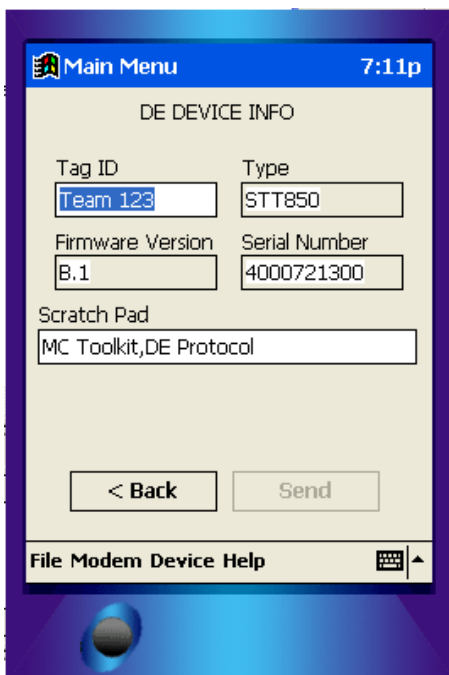 Main Menu 7:11p
DE DEVICE INFO
Tag ID Type
Team 123 STT850
Firmware Version Serial Number
B.1 4000721300
Scratch Pad
MC Toolkit,DE Protocol
< Back Send
File Modem Device Help